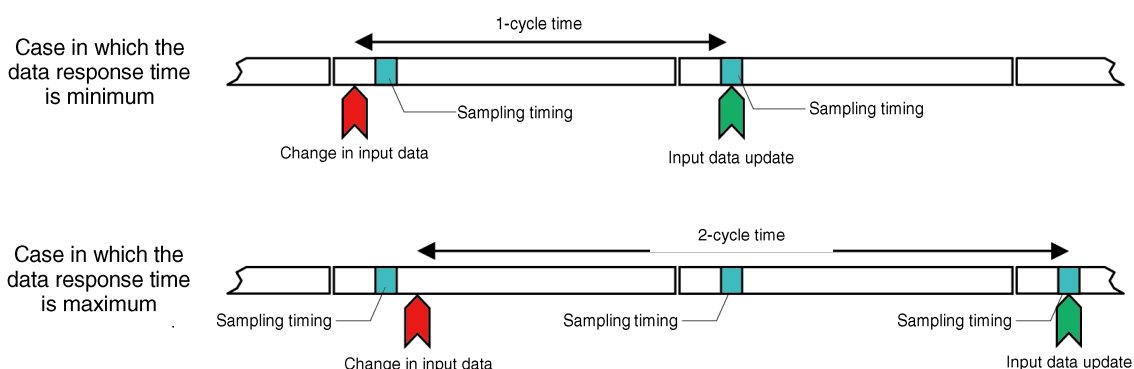 1-cycle time
Case in which the
data response time
is minimum
Sampling timing
Sampling timing
Change in input data
Input data update
2-cycle time
Case in which the
data response time
is maximum
Sampling timing
Sampling timing
Sampling timing
Change in input data
Input data update